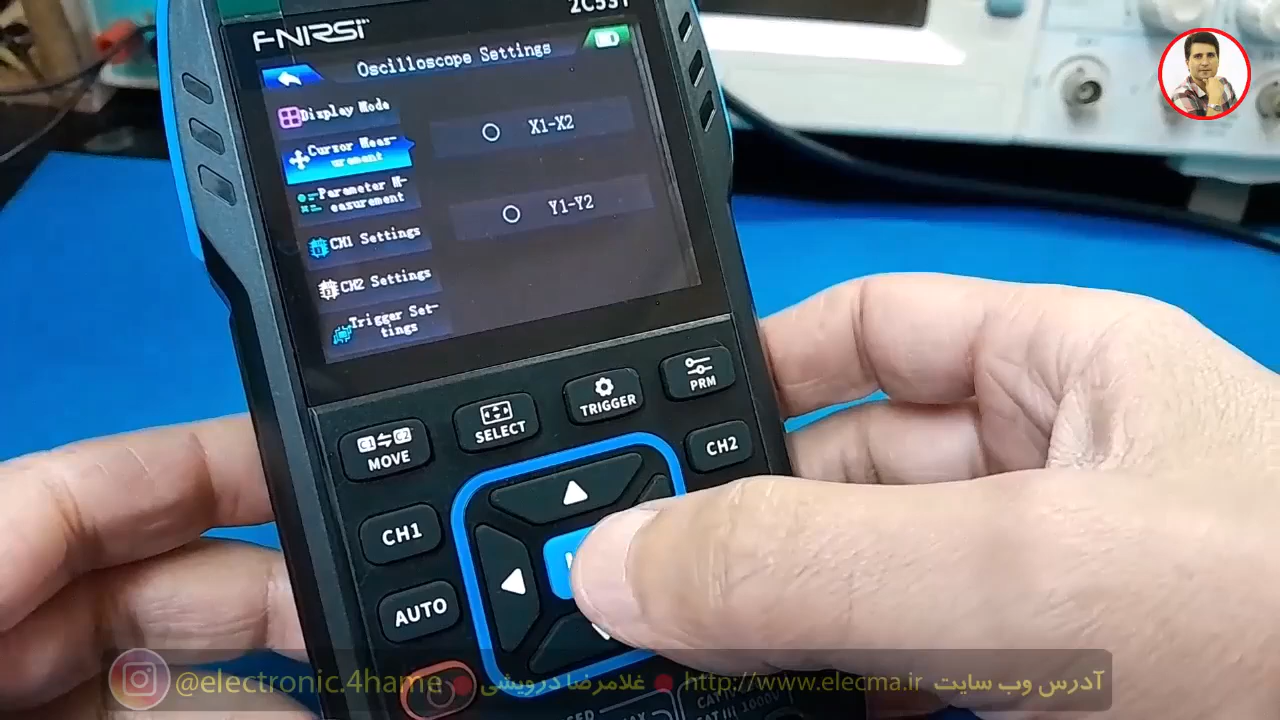 2C53T
FNIRSI™
Oscilloscope Settings
Display Mode
Cursor Meas-
urement
X1-X2
Parameter M-
easurement
Y1-Y2
CH1 Settings
CH2 Settings
Trigger Set-
tings
MOVE
SELECT
TRIGGER
PRM
CH1
CH2
AUTO
@electronic.4hame غلامرضا درویشی http://www.elecma.ir آدرس وب سایت